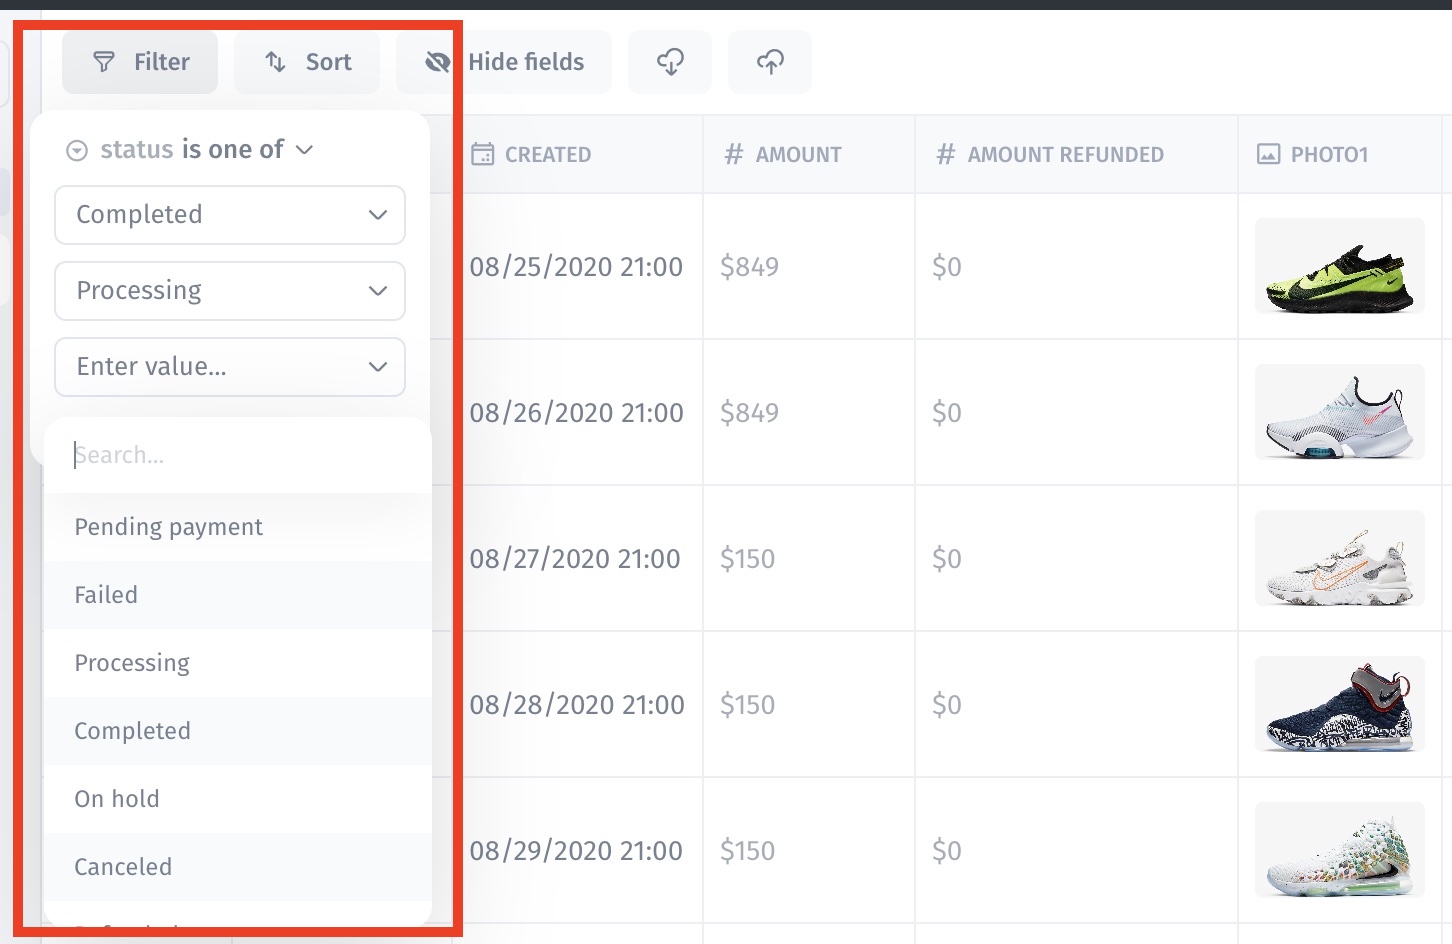 Filter
Sort
Hide fields
status is one of
Completed
Processing
Enter value...
Search...
Pending payment
Failed
Processing
Completed
On hold
Canceled
CREATED # AMOUNT # AMOUNT REFUNDED PHOTO1
08/25/2020 21:00 $849 $0
08/26/2020 21:00 $849 $0
08/27/2020 21:00 $150 $0
08/28/2020 21:00 $150 $0
08/29/2020 21:00 $150 $0